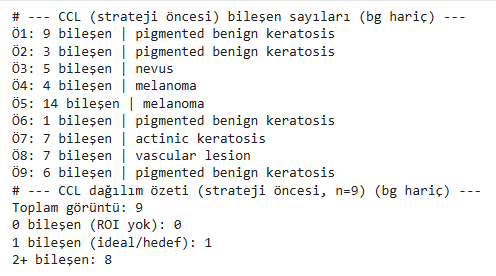 # --- CCL (strateji öncesi) bileşen sayıları (bg hariç) ---
Ö1: 9 bileşen | pigmented benign keratosis
Ö2: 3 bileşen | pigmented benign keratosis
Ö3: 5 bileşen | nevus
Ö4: 4 bileşen | melanoma
Ö5: 14 bileşen | melanoma
Ö6: 1 bileşen | pigmented benign keratosis
Ö7: 7 bileşen | actinic keratosis
Ö8: 7 bileşen | vascular lesion
Ö9: 6 bileşen | pigmented benign keratosis
# --- CCL dağılım özeti (strateji öncesi, n=9) (bg hariç) ---
Toplam görüntü: 9
0 bileşen (ROI yok): 0
1 bileşen (ideal/hedef): 1
2+ bileşen: 8